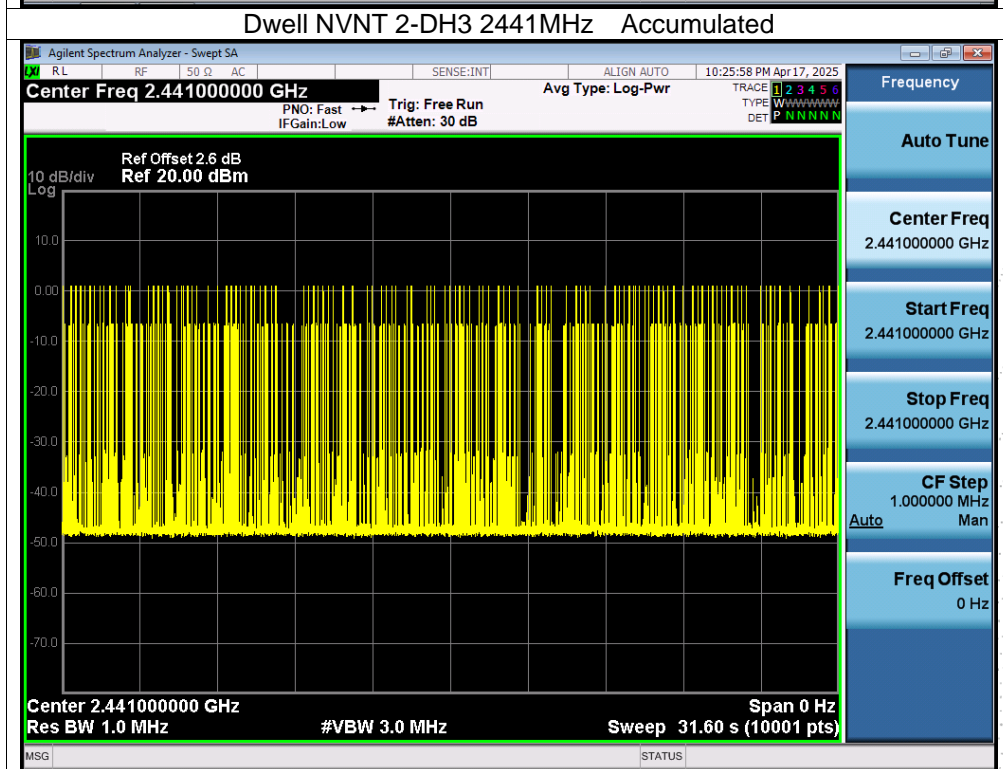 Dwell NVNT 2-DH3 2441MHz Accumulated
Agilent Spectrum Analyzer - Swept SA
LXI RL RF 50 Ω AC SENSE:INT ALIGN AUTO 10:25:58 PM Apr 17, 2025
Center Freq 2.441000000 GHz
PNO: Fast
IFGain:Low
Trig: Free Run
#Atten: 30 dB
Avg Type: Log-Pwr
TRACE 1 2 3 4 5 6
TYPE WWWWWWW
DET P N N N N N
Frequency
Auto Tune
Center Freq
2.441000000 GHz
Start Freq
2.441000000 GHz
Stop Freq
2.441000000 GHz
CF Step
1.000000 MHz
Auto Man
Freq Offset
0 Hz
Ref Offset 2.6 dB
10 dB/div Ref 20.00 dBm
Log
10.0
0.00
-10.0
-20.0
-30.0
-40.0
-50.0
-60.0
-70.0
Center 2.441000000 GHz Span 0 Hz
Res BW 1.0 MHz #VBW 3.0 MHz Sweep 31.60 s (10001 pts)
MSG STATUS